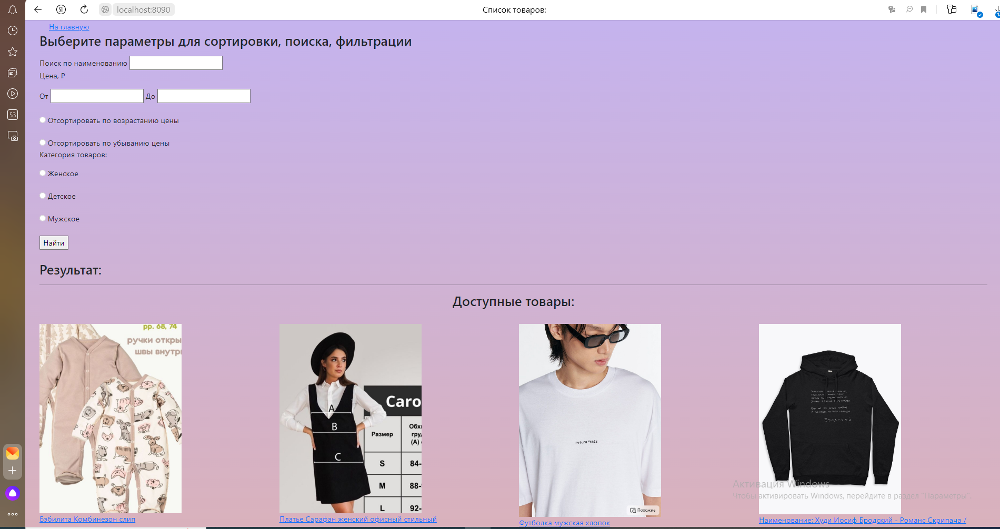 localhost:8090
Список товаров:
53
На главную
Выберите параметры для сортировки, поиска, фильтрации
Поиск по наименованию
Цена, ₽
От До
Отсортировать по возрастанию цены
Отсортировать по убыванию цены
Категория товаров:
Женское
Детское
Мужское
Найти
Результат:
Доступные товары:
рр. 68, 74
ручки откры
швы внутри
Caro
A
B
C
Размер
Обх
гру
(А)
S 84-
M 88-
L 92-
return *this
Похожие
Бродский
Активация Windows
Чтобы активировать Windows, перейдите в раздел "Параметры".
Бэбилита Комбинезон слип
Платье Сарафан женский офисный стильный
Футболка мужская хлопок
Наименование: Худи Иосиф Бродский - Романс Скрипача /